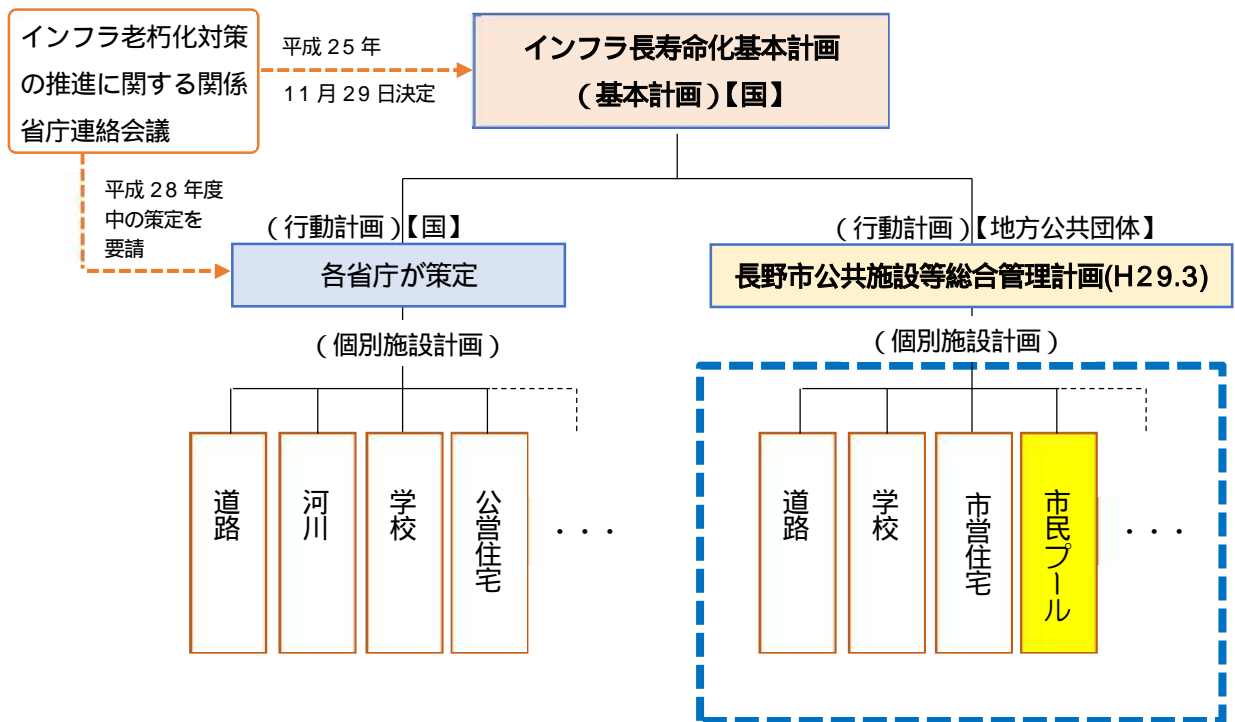 インフラ老朽化対策
の推進に関する関係
省庁連絡会議
平成25年
11月29日決定
インフラ長寿命化基本計画
（基本計画）【国】
平成28年度
中の策定を
要請
（行動計画）【国】
各省庁が策定
（行動計画）【地方公共団体】
長野市公共施設等総合管理計画(H29.3)
（個別施設計画）
道路
河川
学校
公営住宅
・・・
（個別施設計画）
道路
学校
市営住宅
市民プール
・・・